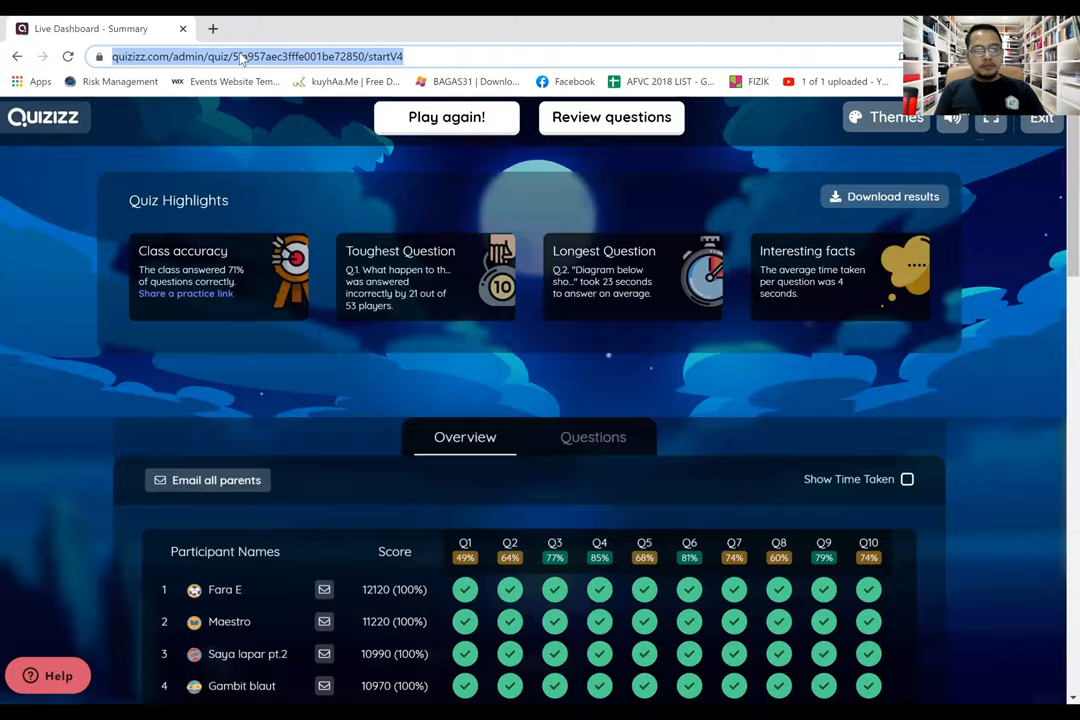 Live Dashboard - Summary
quizizz.com/admin/quiz/5 957aec3fffe001be72850/startV4
Apps Risk Management WIX Events Website Tem... kuyhAa.Me | Free D... BAGAS31 | Downlo... Facebook AFVC 2018 LIST - G... FIZIK 1 of 1 uploaded - Y...
QUIZIZZ Play again! Review questions Themes Exit
Quiz Highlights Download results
Class accuracy
The class answered 71%
of questions correctly.
Share a practice link
Toughest Question
Q.1. What happen to th...
was answered
incorrectly by 21 out of
53 players.
10
Longest Question
Q.2. "Diagram below
sho..." took 23 seconds
to answer on average.
Interesting facts
The average time taken
per question was 4
seconds.
Overview Questions
Email all parents Show Time Taken
Participant Names Score Q1 Q2 Q3 Q4 Q5 Q6 Q7 Q8 Q9 Q10
49% 64% 77% 85% 68% 81% 74% 60% 79% 74%
1 Fara E 12120 (100%)
2 Maestro 11220 (100%)
3 Saya lapar pt.2 10990 (100%)
4 Gambit blaut 10970 (100%)
Help